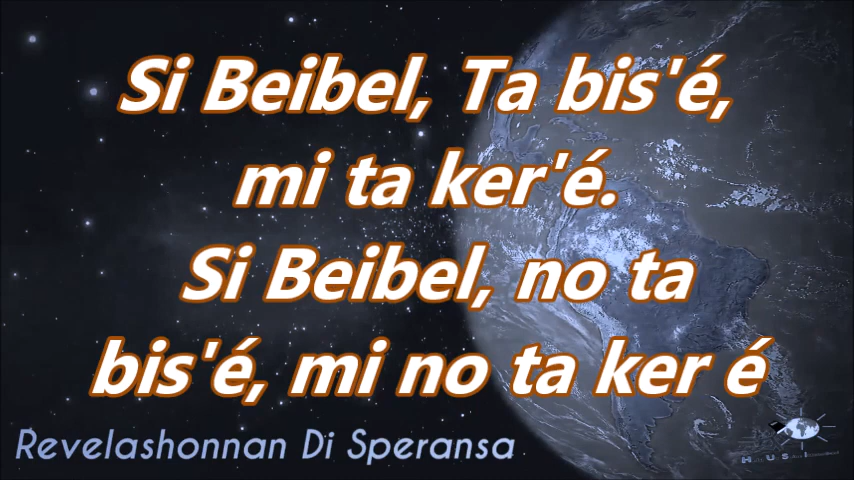 Si Beibel, Ta bis'é,
mi ta ker'é.
Si Beibel, no ta
bis'é, mi no ta ker é
Revelashonnan Di Speransa